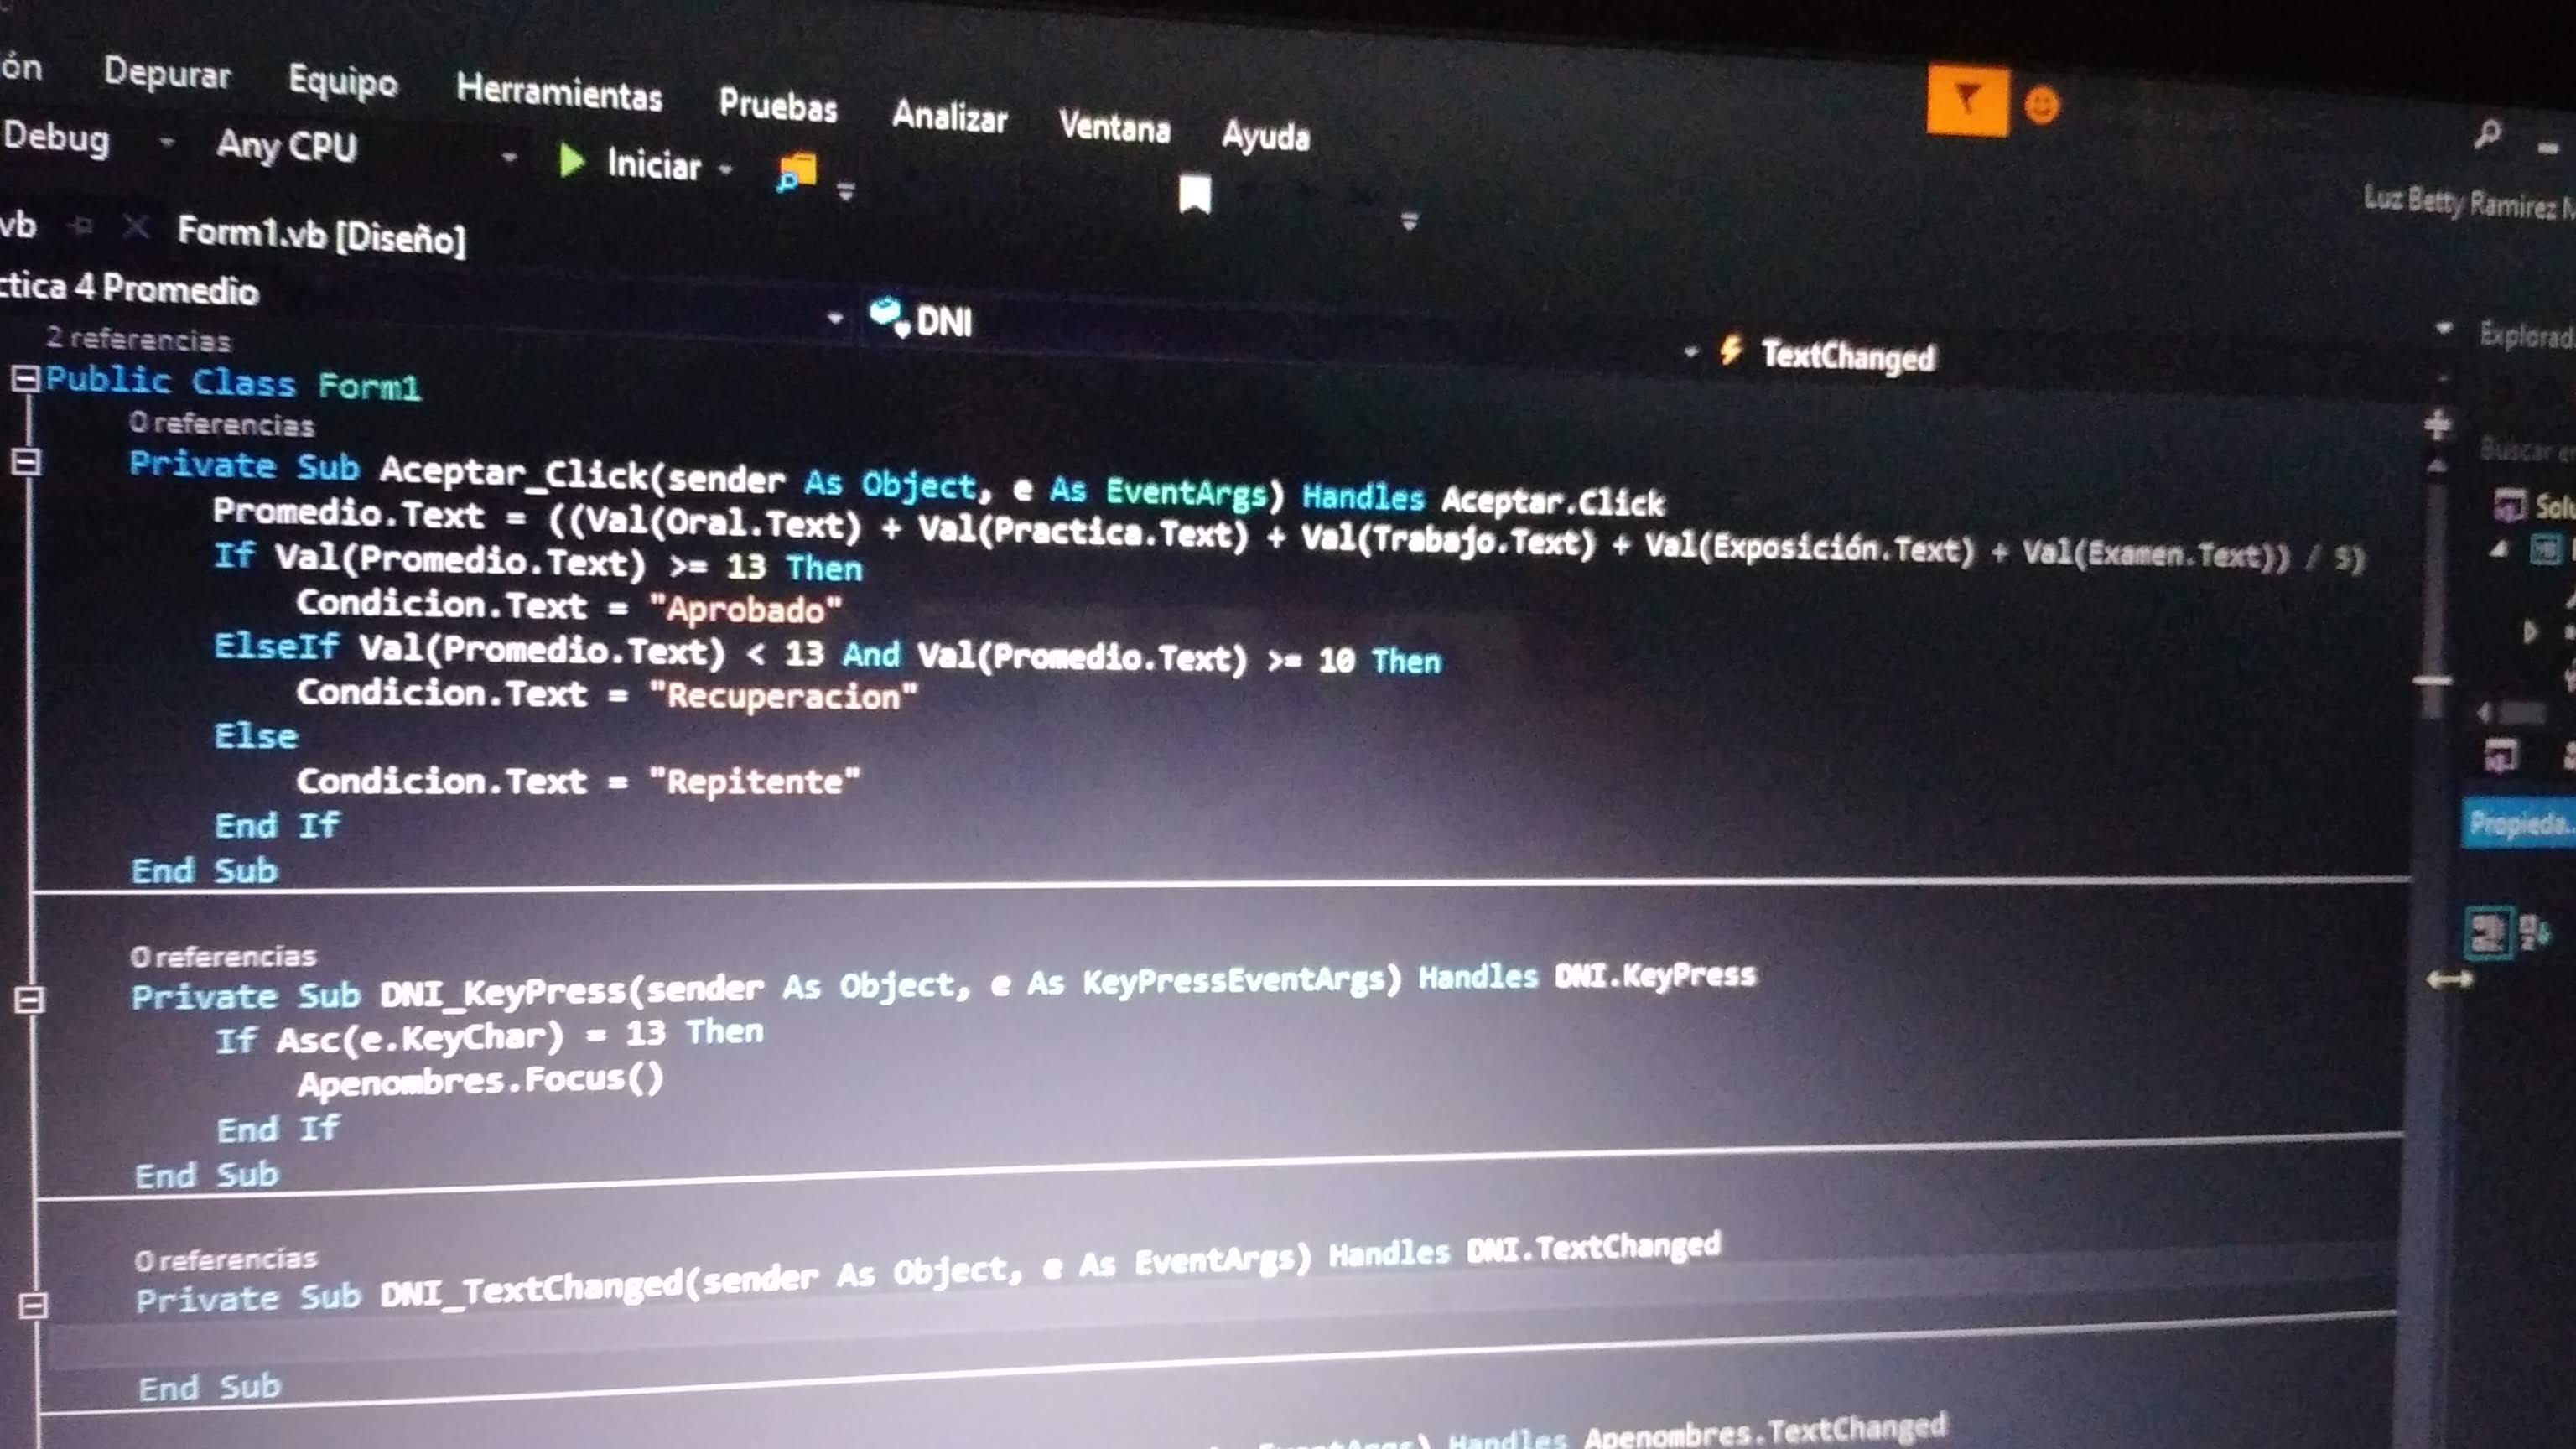 ón Depurar Equipo Herramientas Pruebas Analizar Ventana Ayuda
Debug Any CPU Iniciar
Luz Betty Ramirez
vb Form1.vb [Diseño]
ctica 4 Promedio DNI TextChanged
Explorad
2 referencias
Public Class Form1
0 referencias
Buscar en
Private Sub Aceptar_Click(sender As Object, e As EventArgs) Handles Aceptar.Click
Promedio.Text = ((Val(Oral.Text) + Val(Practica.Text) + Val(Trabajo.Text) + Val(Exposición.Text) + Val(Examen.Text)) / 5)
Solu
If Val(Promedio.Text) >= 13 Then
Condicion.Text = "Aprobado"
ElseIf Val(Promedio.Text) < 13 And Val(Promedio.Text) >= 10 Then
Condicion.Text = "Recuperacion"
Else
Condicion.Text = "Repitente"
Propieda
End If
End Sub
0 referencias
Private Sub DNI_KeyPress(sender As Object, e As KeyPressEventArgs) Handles DNI.KeyPress
If Asc(e.KeyChar) = 13 Then
Apenombres.Focus()
End If
End Sub
0 referencias
Private Sub DNI_TextChanged(sender As Object, e As EventArgs) Handles DNI.TextChanged
End Sub
EventArgs) Handles Apenombres.TextChanged